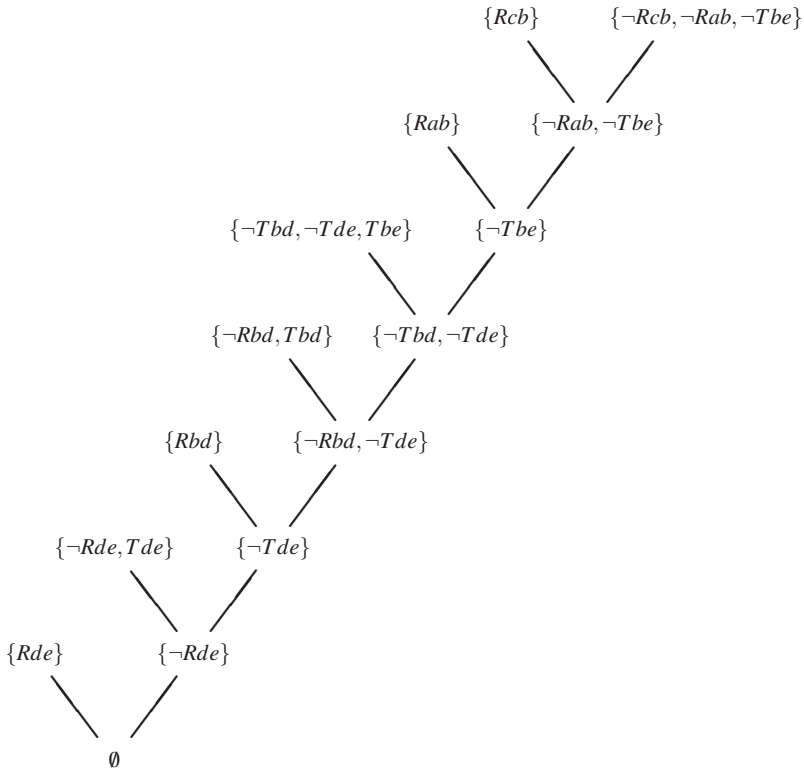 {Rcb} {¬Rcb,¬Rab,¬Tbe}
{Rab} {¬Rab,¬Tbe}
{¬Tbd,¬Tde,Tbe} {¬Tbe}
{¬Rbd,Tbd} {¬Tbd,¬Tde}
{Rbd} {¬Rbd,¬Tde}
{¬Rde,Tde} {¬Tde}
{Rde} {¬Rde}
∅